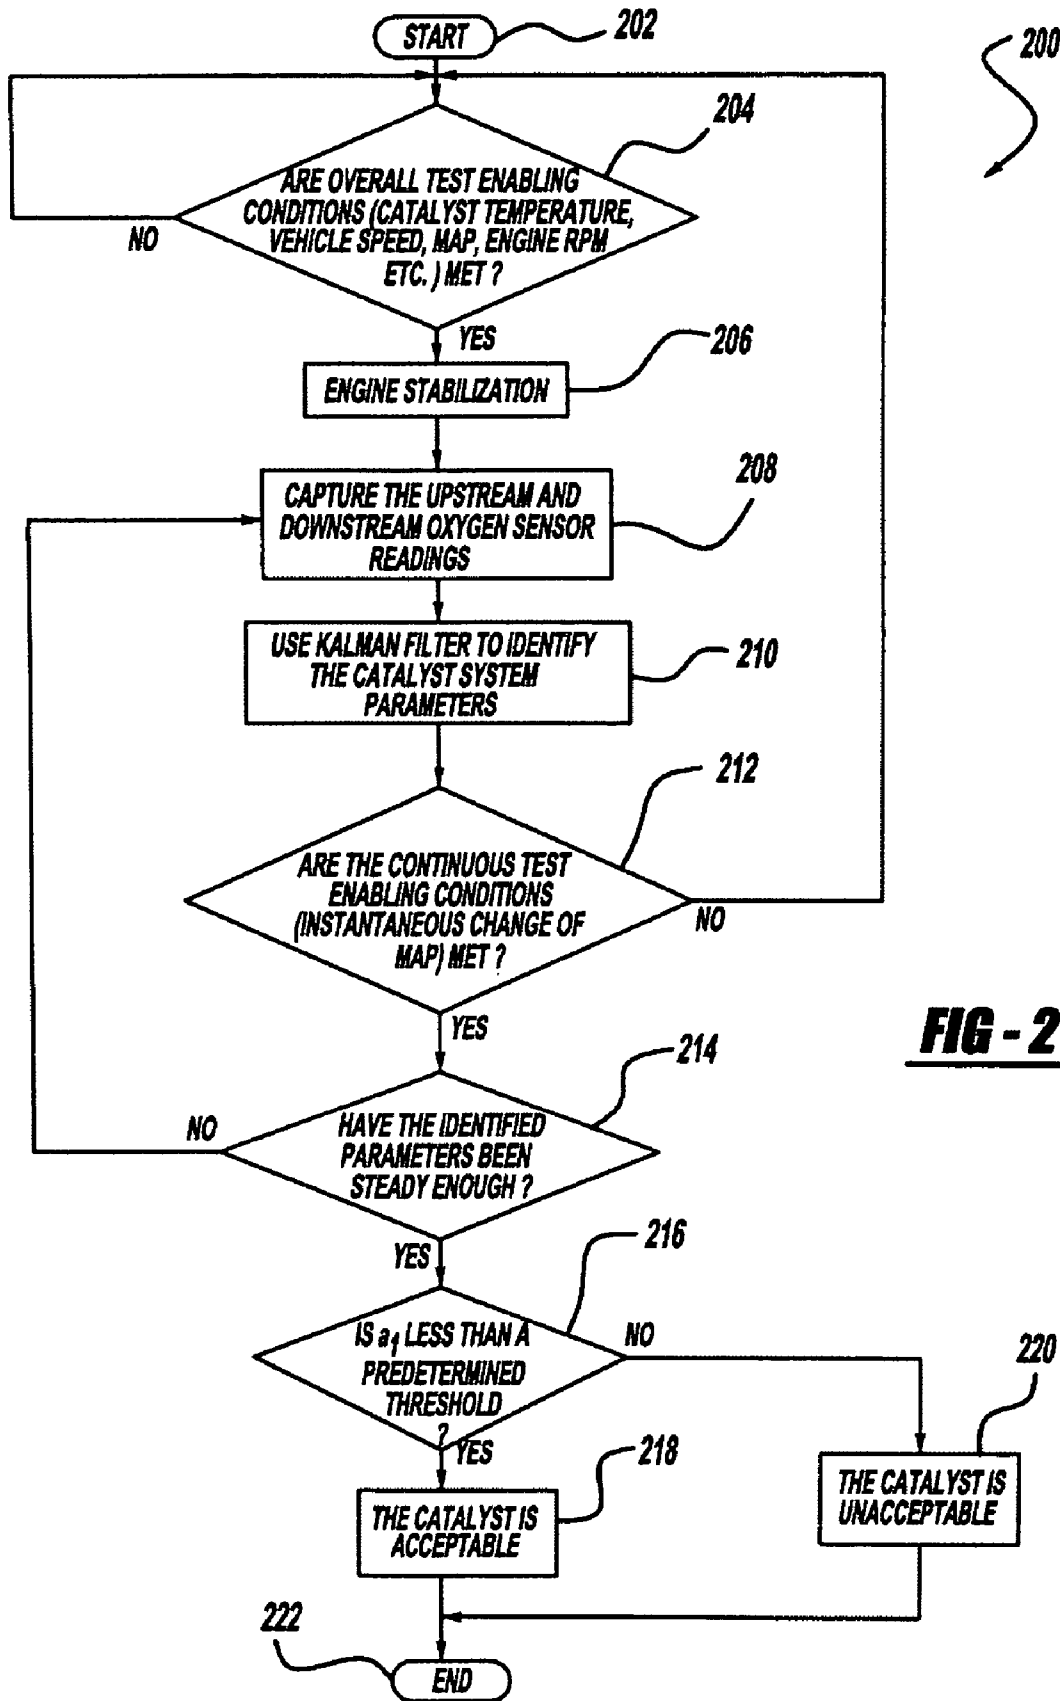 START
202
200
204
ARE OVERALL TEST ENABLING
CONDITIONS (CATALYST TEMPERATURE,
VEHICLE SPEED, MAP, ENGINE RPM
ETC. ) MET ?
NO
YES
206
ENGINE STABILIZATION
208
CAPTURE THE UPSTREAM AND
DOWNSTREAM OXYGEN SENSOR
READINGS
USE KALMAN FILTER TO IDENTIFY
THE CATALYST SYSTEM
PARAMETERS
210
212
ARE THE CONTINUOUS TEST
ENABLING CONDITIONS
(INSTANTANEOUS CHANGE OF
MAP) MET ?
NO
YES
FIG - 2
214
NO
HAVE THE IDENTIFIED
PARAMETERS BEEN
STEADY ENOUGH ?
YES
216
IS a1 LESS THAN A
PREDETERMINED
THRESHOLD
?
NO
YES
220
218
THE CATALYST IS
ACCEPTABLE
THE CATALYST IS
UNACCEPTABLE
222
END